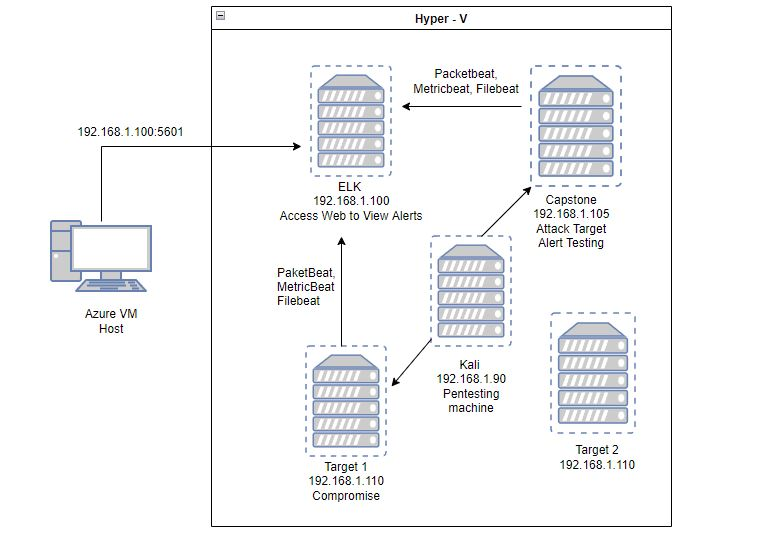 Hyper - V
Packetbeat,
Metricbeat, Filebeat
192.168.1.100:5601
ELK
192.168.1.100
Access Web to View Alerts
Capstone
192.168.1.105
Attack Target
Alert Testing
PaketBeat,
MetricBeat
Filebeat
Azure VM
Host
Kali
192.168.1.90
Pentesting
machine
Target 1
192.168.1.110
Compromise
Target 2
192.168.1.110